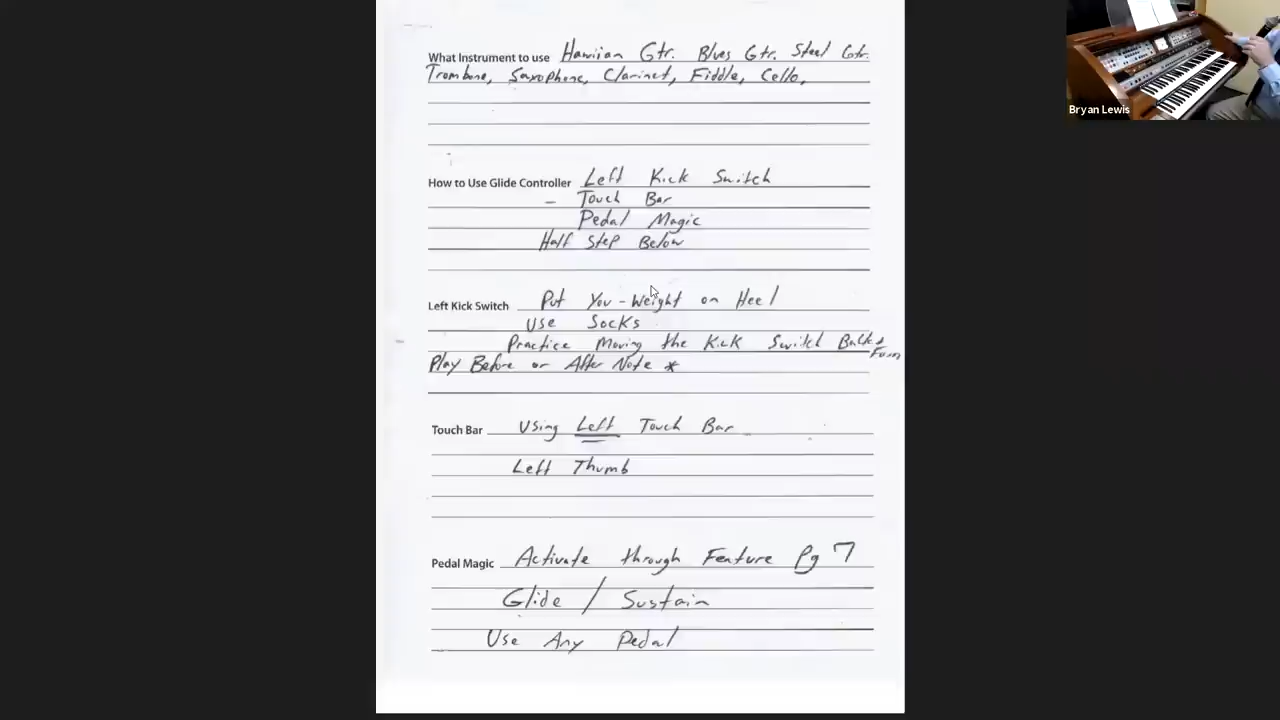 What Instrument to use Hawiian Gtr. Blues Gtr. Steel Gtr.
Trombone, Saxophone, Clarinet, Fiddle, Cello,
How to Use Glide Controller Left Kick Switch
- Touch Bar
Pedal Magic
Half Step Below
Left Kick Switch Put You - Weight on Heel
Use Socks
Practice Moving the Kick Switch Back &
Form
Play Before or After Note *
Touch Bar Using Left Touch Bar
Left Thumb
Pedal Magic Activate through Feature Pg 7
Glide / Sustain
Use Any Pedal
Bryan Lewis